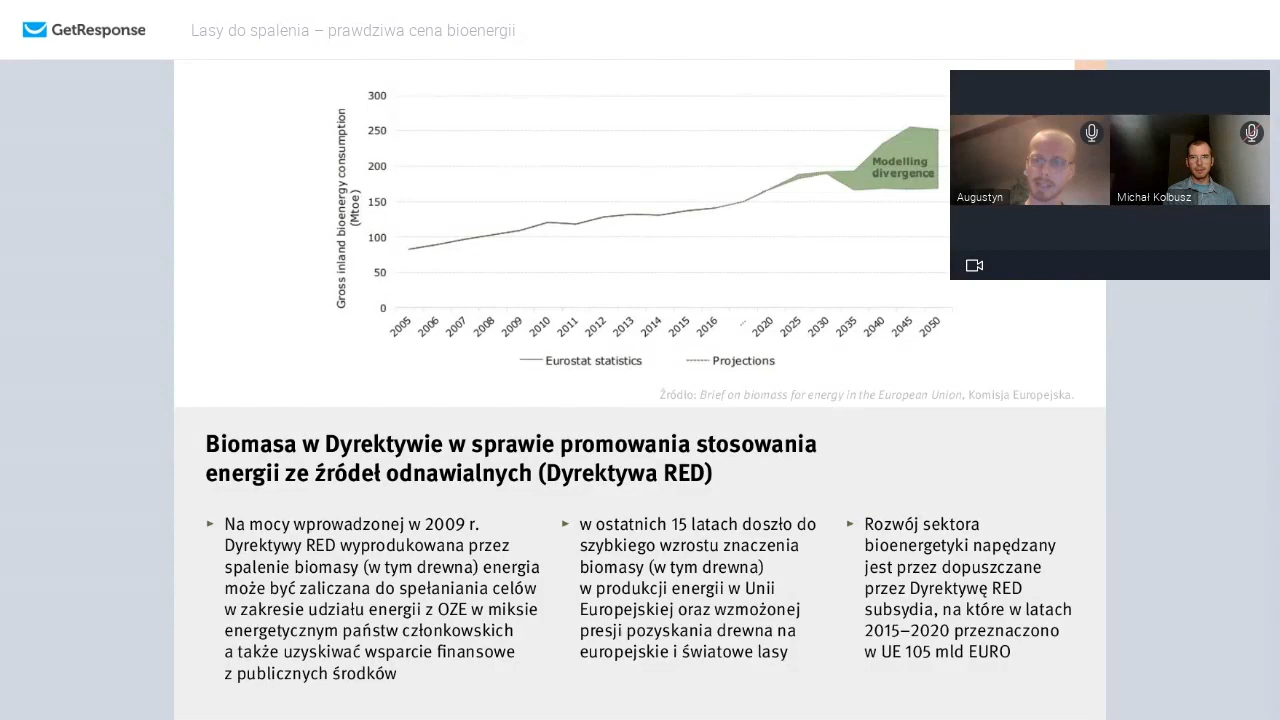 GetResponse
Lasy do spalenia – prawdziwa cena bioenergii
Gross inland bioenergy consumption
(Mtoe)
300
250
200
150
100
50
0
Modelling
divergence
2005 2006 2007 2008 2009 2010 2011 2012 2013 2014 2015 2016 ... 2020 2025 2030 2035 2040 2045 2050
Eurostat statistics Projections
Augustyn
Michał Kolbusz
Źródło: Brief on biomass for energy in the European Union, Komisja Europejska.
Biomasa w Dyrektywie w sprawie promowania stosowania
energii ze źródeł odnawialnych (Dyrektywa RED)
▸ Na mocy wprowadzonej w 2009 r.
Dyrektywy RED wyprodukowana przez
spalenie biomasy (w tym drewna) energia
może być zaliczana do spełaniania celów
w zakresie udziału energii z OZE w miksie
energetycznym państw członkowskich
a także uzyskiwać wsparcie finansowe
z publicznych środków
▸ w ostatnich 15 latach doszło do
szybkiego wzrostu znaczenia
biomasy (w tym drewna)
w produkcji energii w Unii
Europejskiej oraz wzmożonej
presji pozyskania drewna na
europejskie i światowe lasy
▸ Rozwój sektora
bioenergetyki napędzany
jest przez dopuszczane
przez Dyrektywę RED
subsydia, na które w latach
2015–2020 przeznaczono
w UE 105 mld EURO